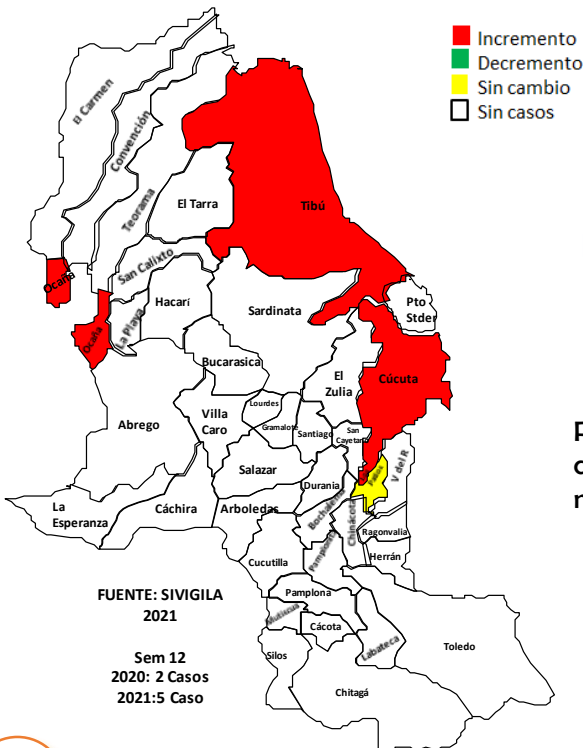 Incremento
Decremento
Sin cambio
Sin casos
El Carmen
Convención
Teorama
El Tarra
Tibú
San Calixto
Ocaña
Hacarí
La Playa
Ocaña
Sardinata
Pto
Stder
Bucarasica
El
Zulia
Cúcuta
Abrego
Villa
Caro
Lourdes
Gramalote
Santiago
San
Cayetano
V del R
Salazar
Durania
La
Esperanza
Cáchira
Arboledas
Bochalema
Chinácota
Ragonvalia
Pamplonita
Herrán
Cucutilla
Pamplona
Mutiscua
Cácota
Labateca
Toledo
Silos
Chitagá
FUENTE: SIVIGILA
2021
Sem 12
2020: 2 Casos
2021:5 Caso